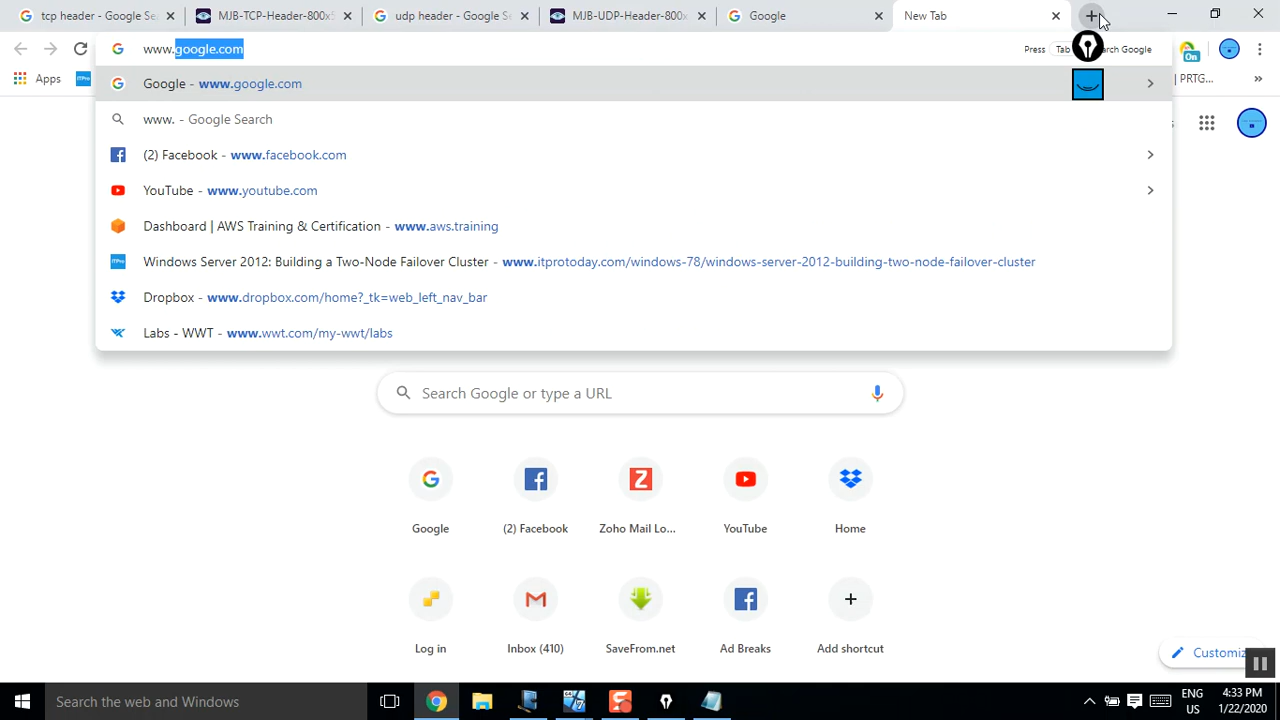 tcp header - Google Se
MJB-TCP-Header-800x
udp header - Google S
MJB-UDP-Header-800x
Google
New Tab
www.google.com
Press Tab
arch Google
On
Apps
ITPro
| PRTG...
Google - www.google.com
www. - Google Search
(2) Facebook - www.facebook.com
YouTube - www.youtube.com
Dashboard | AWS Training & Certification - www.aws.training
ITPro
Windows Server 2012: Building a Two-Node Failover Cluster - www.itprotoday.com/windows-78/windows-server-2012-building-two-node-failover-cluster
Dropbox - www.dropbox.com/home?_tk=web_left_nav_bar
Labs - WWT - www.wwt.com/my-wwt/labs
Search Google or type a URL
Google
(2) Facebook
Zoho Mail Lo...
YouTube
Home
Log in
Inbox (410)
SaveFrom.net
Ad Breaks
Add shortcut
Customiz
Search the web and Windows
ENG
US
4:33 PM
1/22/2020